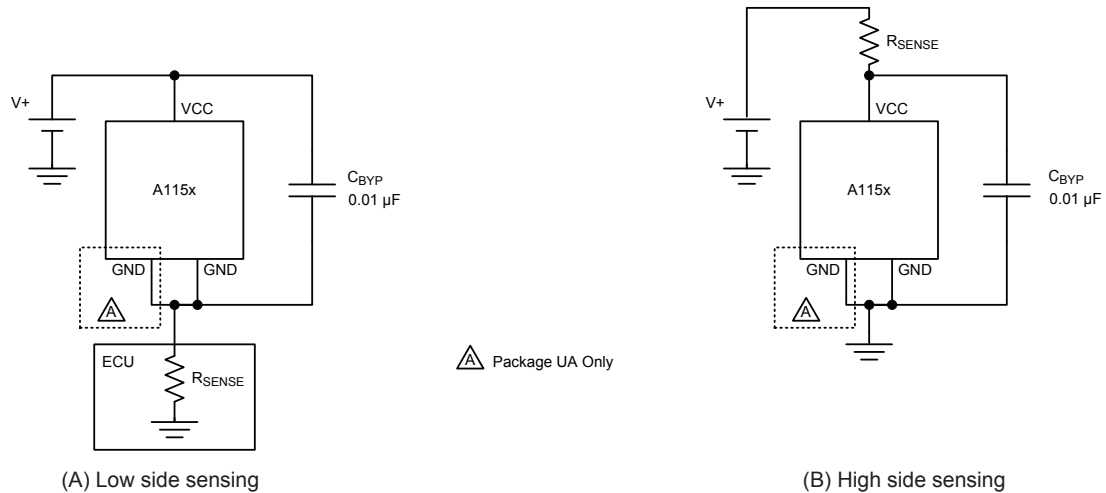 V+
VCC
A115x
CBYP
0.01 µF
GND
GND
A
ECU
RSENSE
(A) Low side sensing
A Package UA Only
RSENSE
V+
VCC
A115x
CBYP
0.01 µF
GND
GND
A
(B) High side sensing